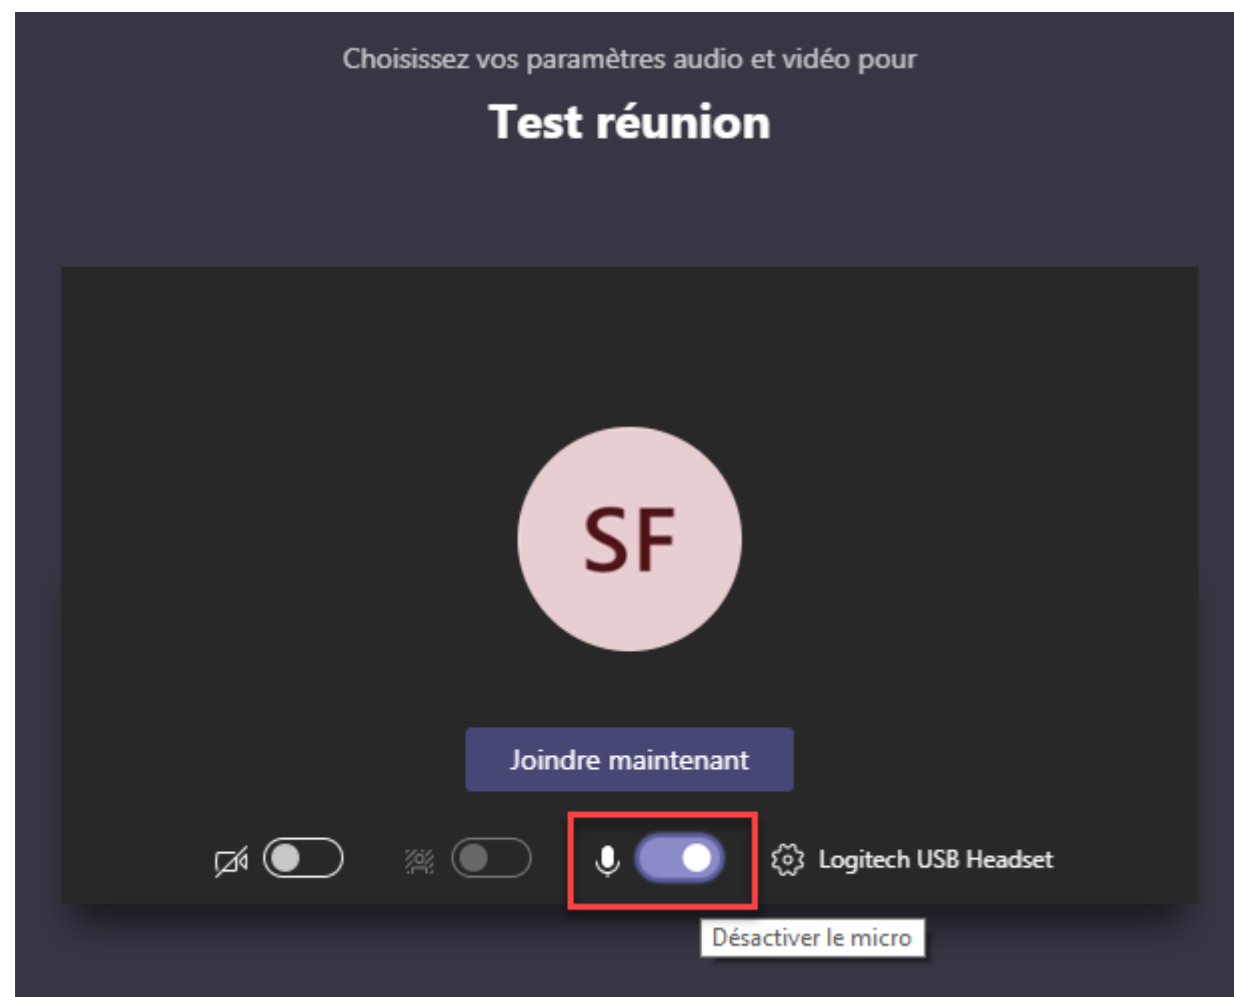 Choisissez vos paramètres audio et vidéo pour
Test réunion
SF
Joindre maintenant
Logitech USB Headset
Désactiver le micro